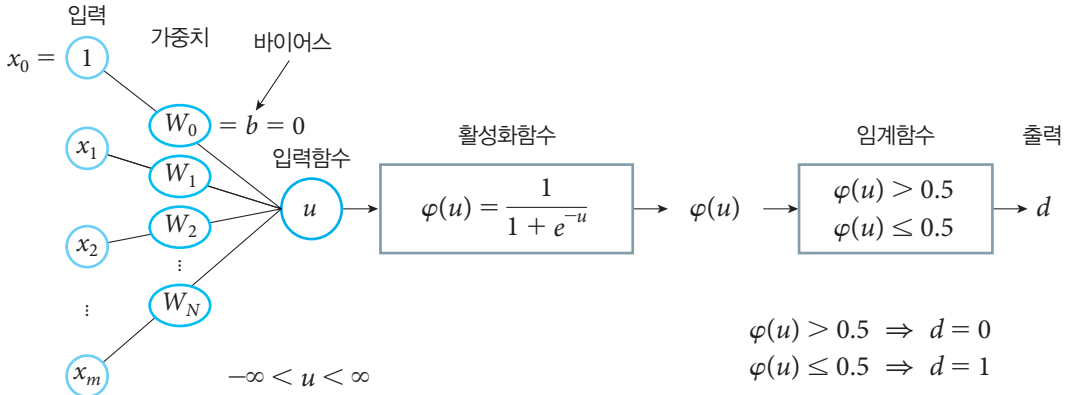 입력
가중치
바이어스
x₀ = 1
W₀ = b = 0
x₁
W₁
x₂
W₂
⋮
W_N
⋮
x_m
입력함수
u
−∞ < u < ∞
활성화함수
φ(u) = 1 / (1 + e^{−u})
φ(u)
임계함수
φ(u) > 0.5
φ(u) ≤ 0.5
출력
d
φ(u) > 0.5 ⇒ d = 0
φ(u) ≤ 0.5 ⇒ d = 1